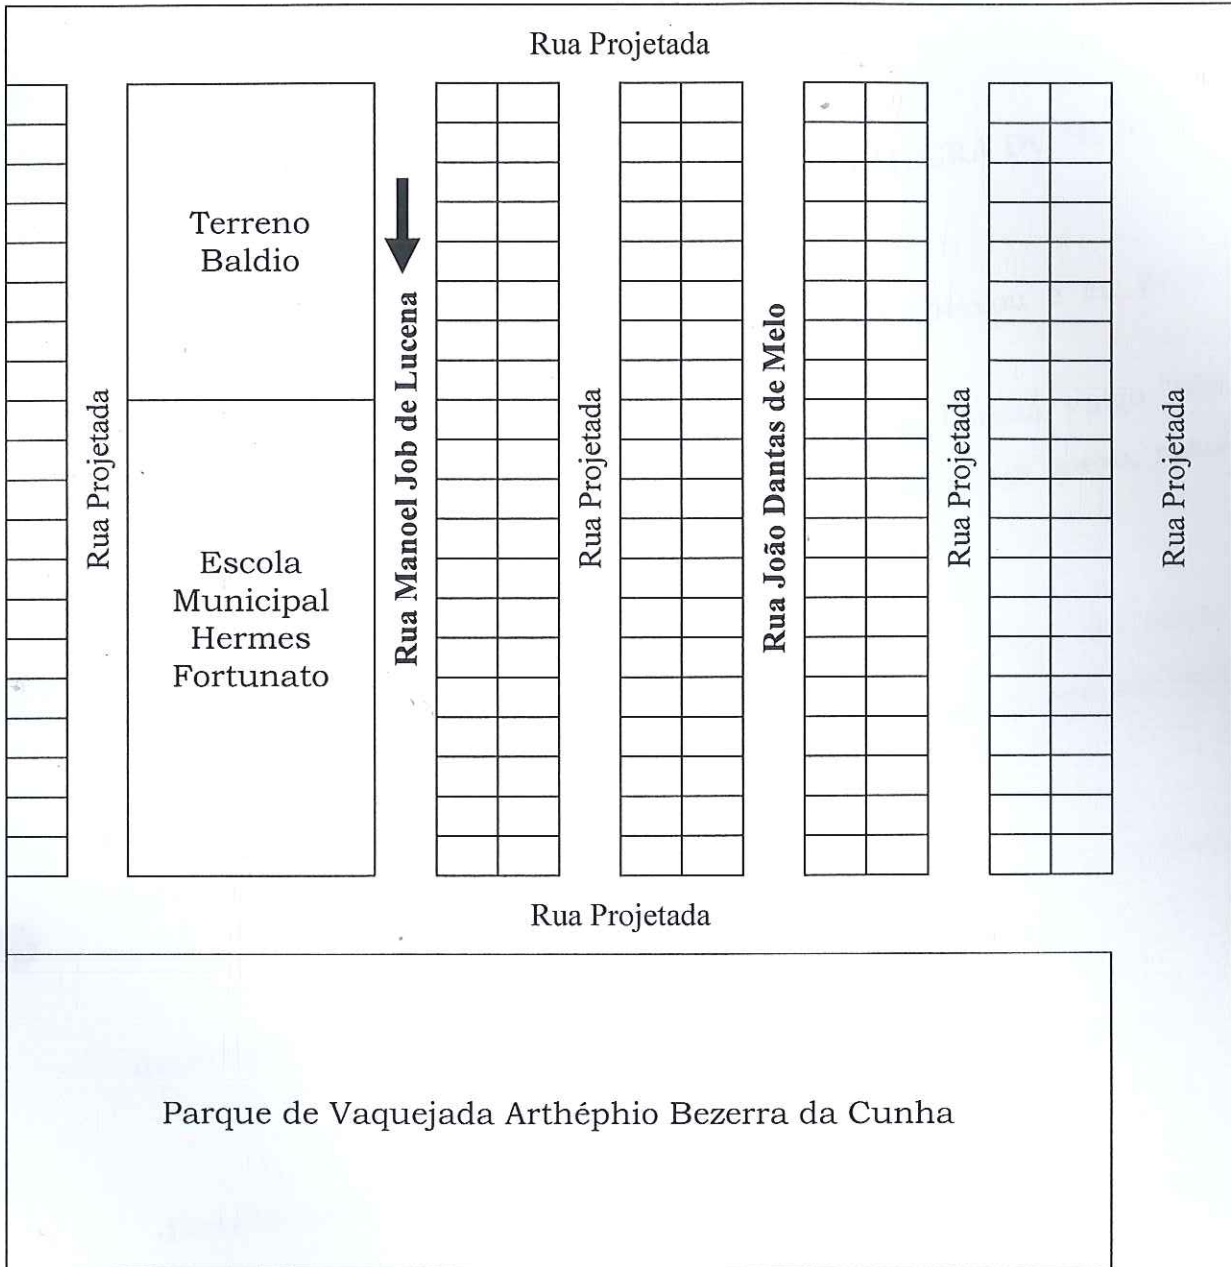 Rua Projetada
Terreno
Baldio
Rua Projetada
Escola
Municipal
Hermes
Fortunato
Rua Manoel Job de Lucena
Rua Projetada
Rua João Dantas de Melo
Rua Projetada
Rua Projetada
Rua Projetada
Parque de Vaquejada Arthéphio Bezerra da Cunha